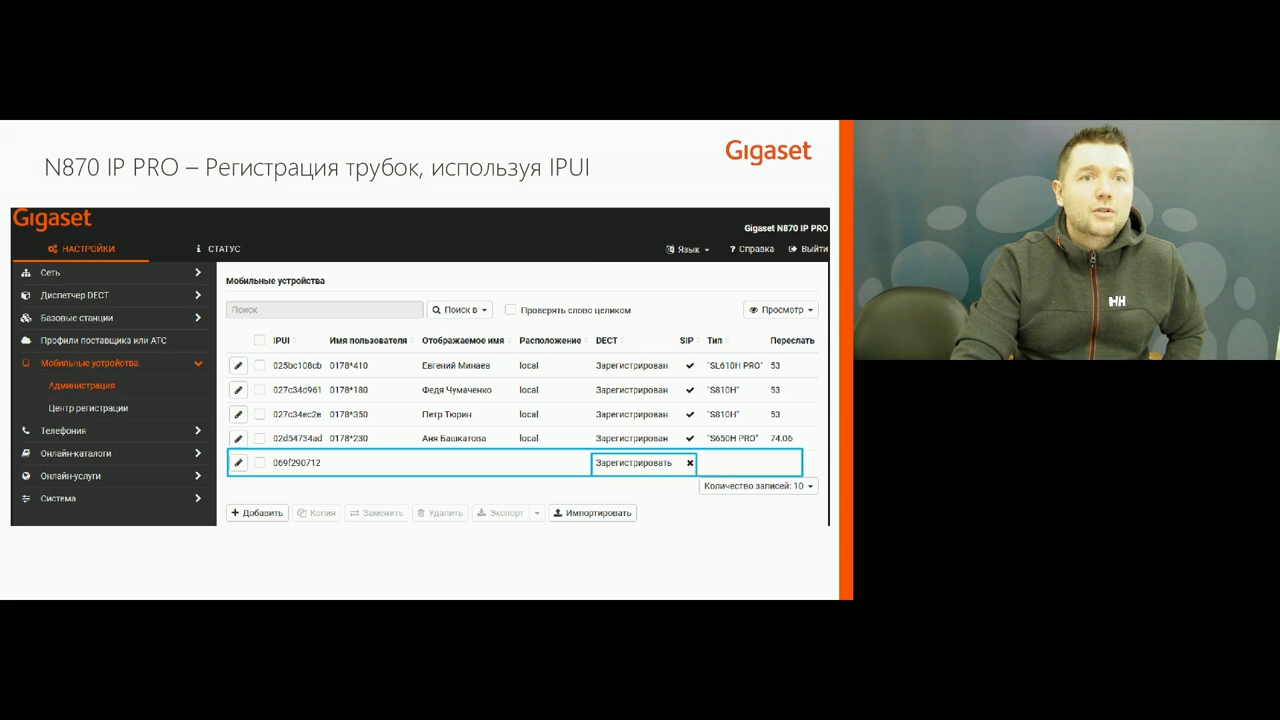 Gigaset
N870 IP PRO – Регистрация трубок, используя IPUI
Gigaset
Gigaset N870 IP PRO
НАСТРОЙКИ
СТАТУС
Язык
Справка
Выйти
Сеть
Диспетчер DECT
Базовые станции
Профили поставщика или АТС
Мобильные устройства
Администрация
Центр регистрации
Телефония
Онлайн-каталоги
Онлайн-услуги
Система
Мобильные устройства
Поиск
Поиск в
Проверять слово целиком
Просмотр
IPUI Имя пользователя Отображаемое имя Расположение DECT SIP Тип Переслать
025bc108cb 0178*410 Евгений Минаев local Зарегистрирован ✔ "SL610H PRO" 53
027c34d961 0178*180 Федя Чумаченко local Зарегистрирован ✔ "S810H" 53
027c34ec2e 0178*350 Петр Тюрин local Зарегистрирован ✔ "S810H" 53
02d54734ad 0178*230 Аня Башкатова local Зарегистрирован ✔ "S650H PRO" 74.06
069f290712 Зарегистрировать ✖
Количество записей: 10
Добавить
Копия
Заменить
Удалить
Экспорт
Импортировать
HH